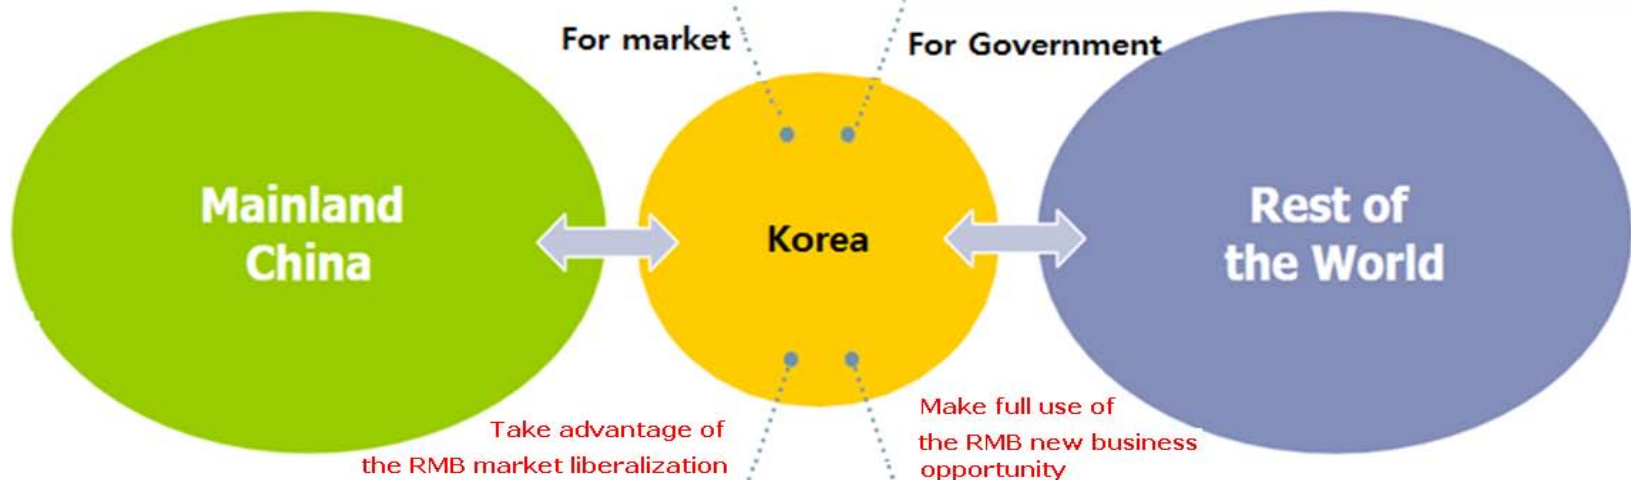 For market
For Government
Mainland
China
Korea
Rest of
the World
Take advantage of
the RMB market liberalization
Make full use of
the RMB new business
opportunity